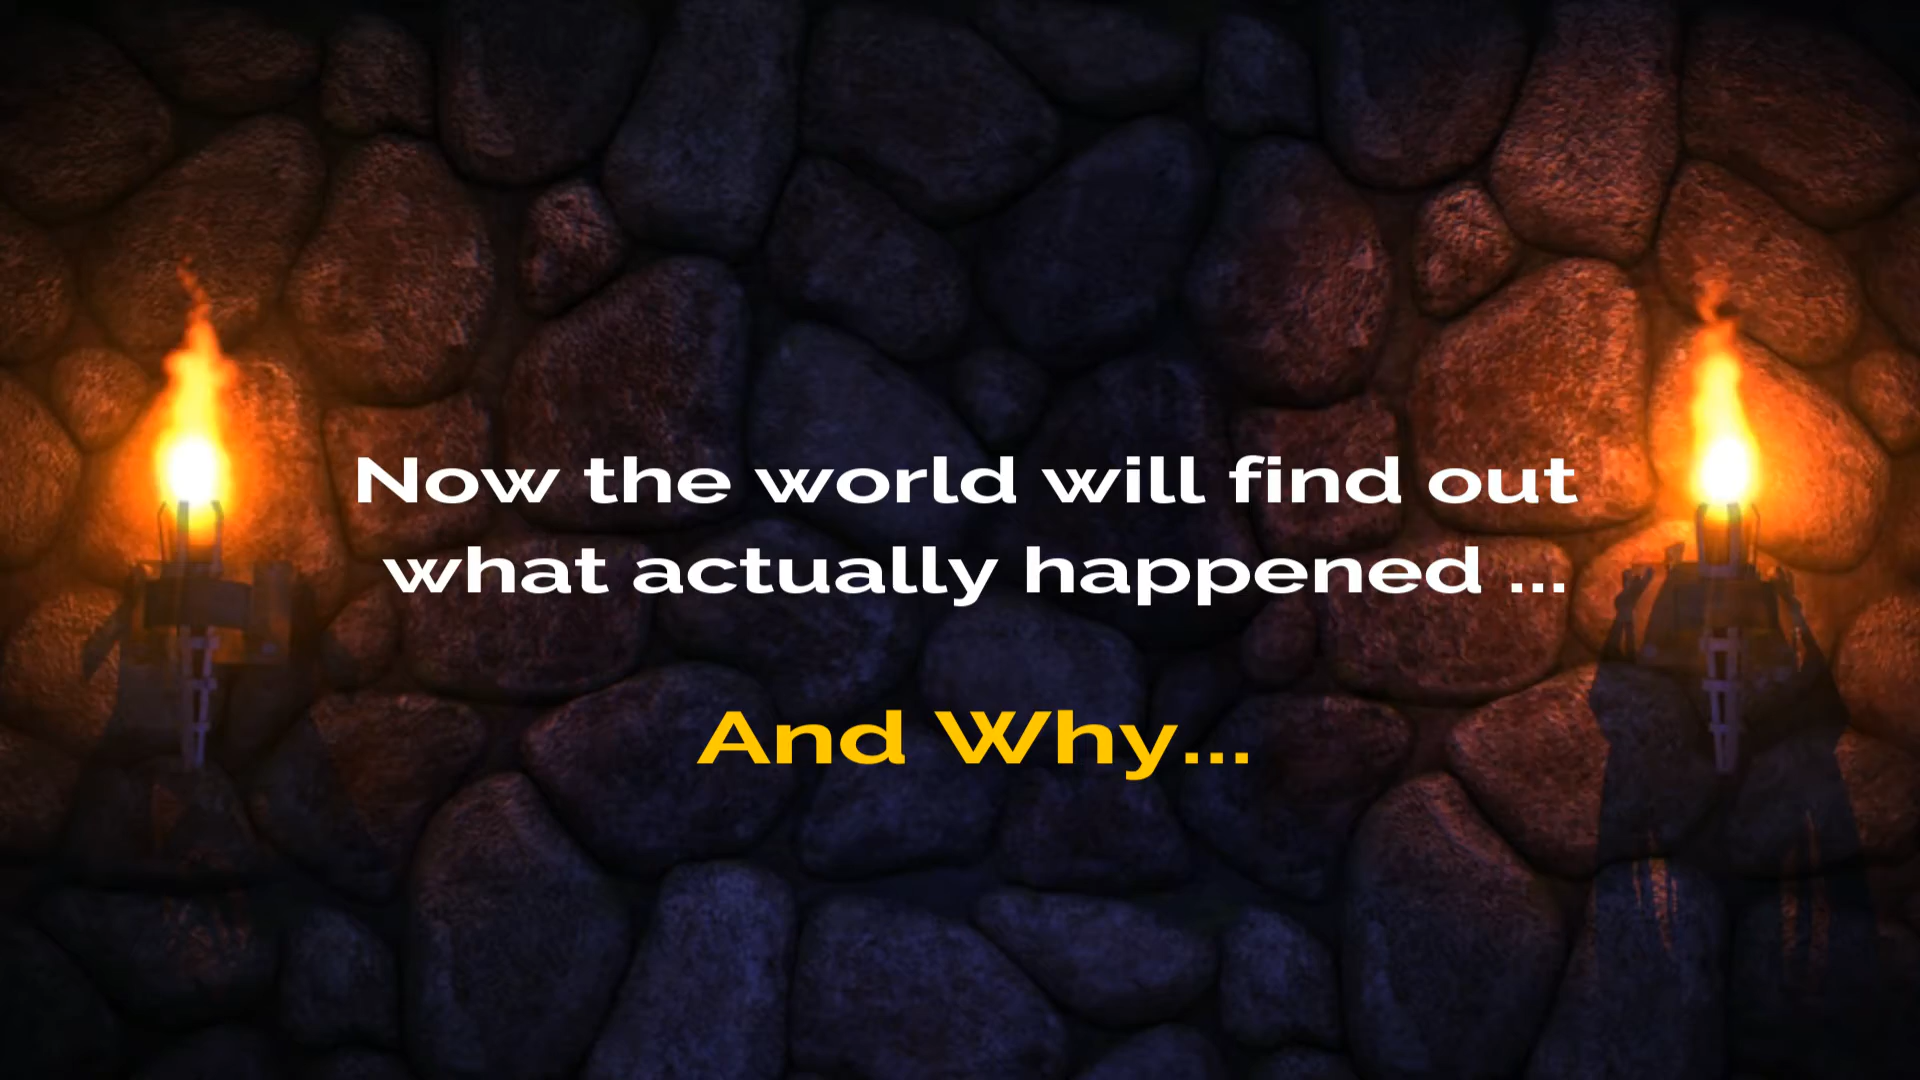 Now the world will find out
what actually happened ...
And Why...